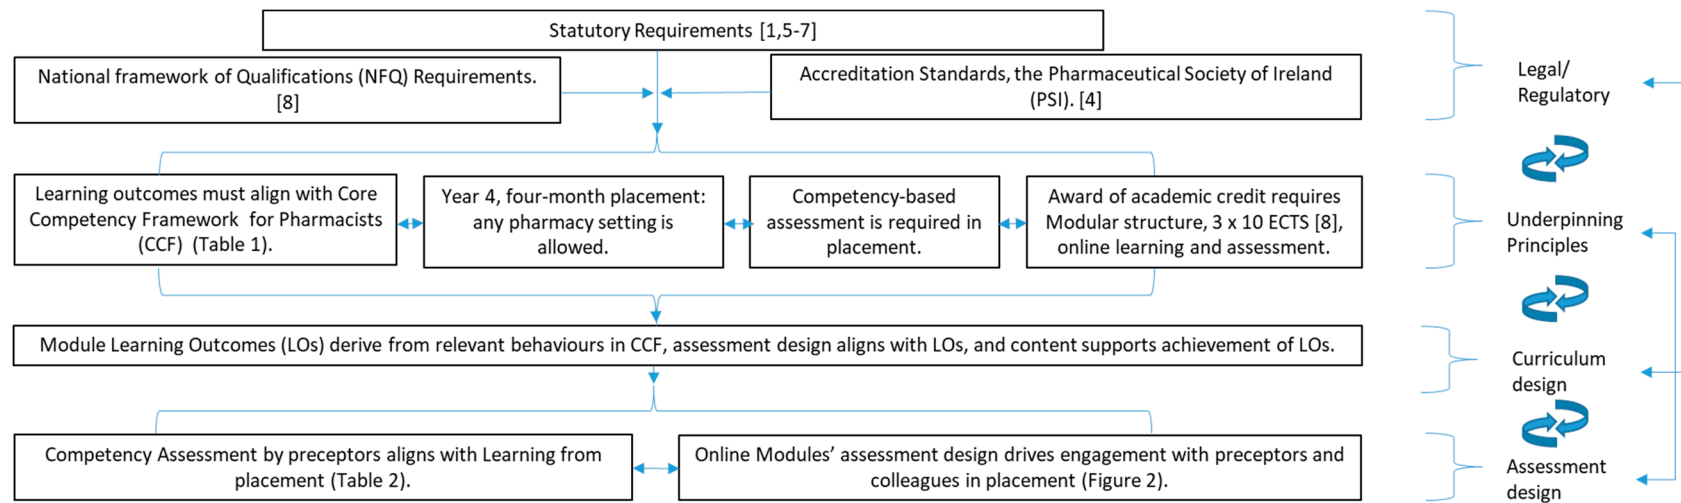 Statutory Requirements [1,5-7]
National framework of Qualifications (NFQ) Requirements.
[8]
Accreditation Standards, the Pharmaceutical Society of Ireland
(PSI). [4]
Legal/
Regulatory
Learning outcomes must align with Core
Competency Framework for Pharmacists
(CCF) (Table 1).
Year 4, four-month placement:
any pharmacy setting is
allowed.
Competency-based
assessment is required in
placement.
Award of academic credit requires
Modular structure, 3 x 10 ECTS [8],
online learning and assessment.
Underpinning
Principles
Module Learning Outcomes (LOs) derive from relevant behaviours in CCF, assessment design aligns with LOs, and content supports achievement of LOs.
Curriculum
design
Competency Assessment by preceptors aligns with Learning from
placement (Table 2).
Online Modules’ assessment design drives engagement with preceptors and
colleagues in placement (Figure 2).
Assessment
design